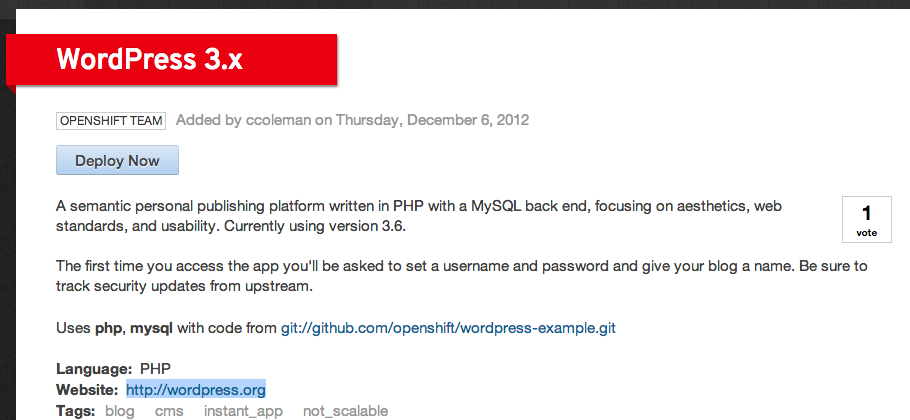 WordPress 3.x
OPENSHIFT TEAM Added by ccoleman on Thursday, December 6, 2012
Deploy Now
A semantic personal publishing platform written in PHP with a MySQL back end, focusing on aesthetics, web
standards, and usability. Currently using version 3.6.
1
vote
The first time you access the app you'll be asked to set a username and password and give your blog a name. Be sure to
track security updates from upstream.
Uses php, mysql with code from git://github.com/openshift/wordpress-example.git
Language: PHP
Website: http://wordpress.org
Tags: blog cms instant_app not_scalable